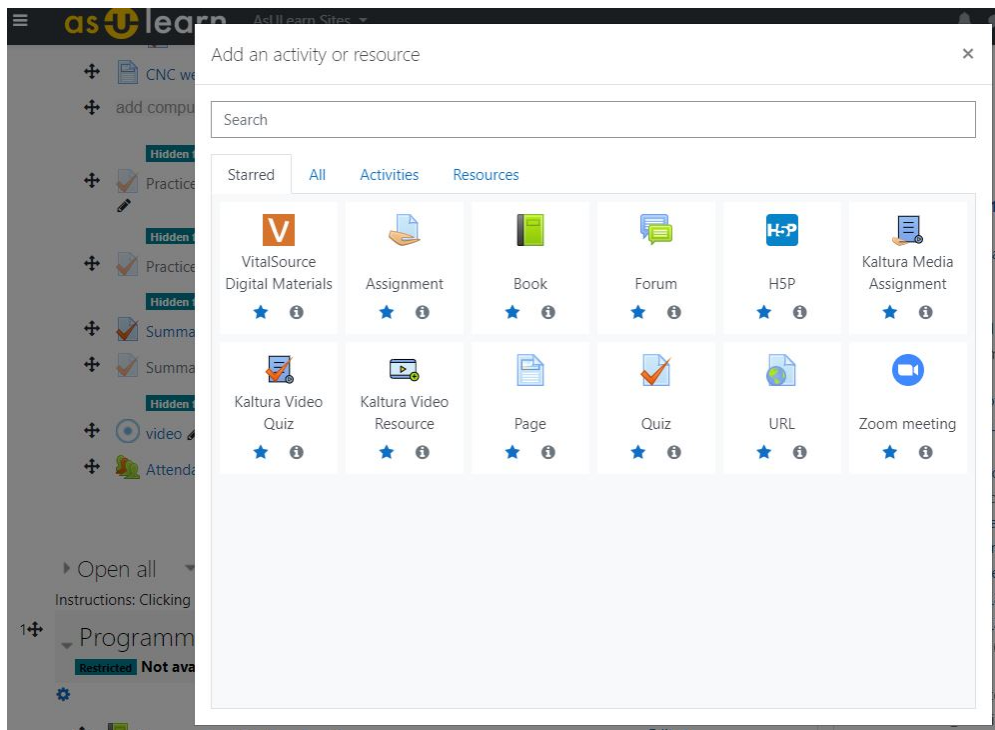 asUlearn
AsULearn Sites
Add an activity or resource
×
CNC we
add compu
Search
Hidden
Practice
Starred All Activities Resources
Hidden
Practice
V
VitalSource
Digital Materials
Assignment
Book
Forum
H5P
H5P
Kaltura Media
Assignment
Hidden
Summa
Summa
Kaltura Video
Quiz
Kaltura Video
Resource
Page
Quiz
URL
Zoom meeting
Hidden
video
Attenda
Open all
Instructions: Clicking
1
Programm
Restricted Not ava